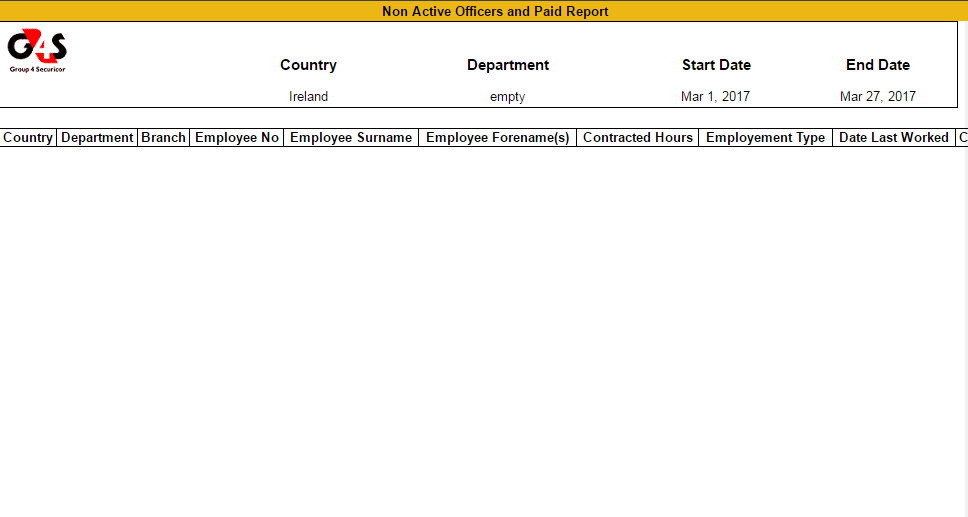 Non Active Officers and Paid Report
G4S
Group 4 Securicor
Country Department Start Date End Date
Ireland empty Mar 1, 2017 Mar 27, 2017
Country Department Branch Employee No Employee Surname Employee Forename(s) Contracted Hours Employement Type Date Last Worked C